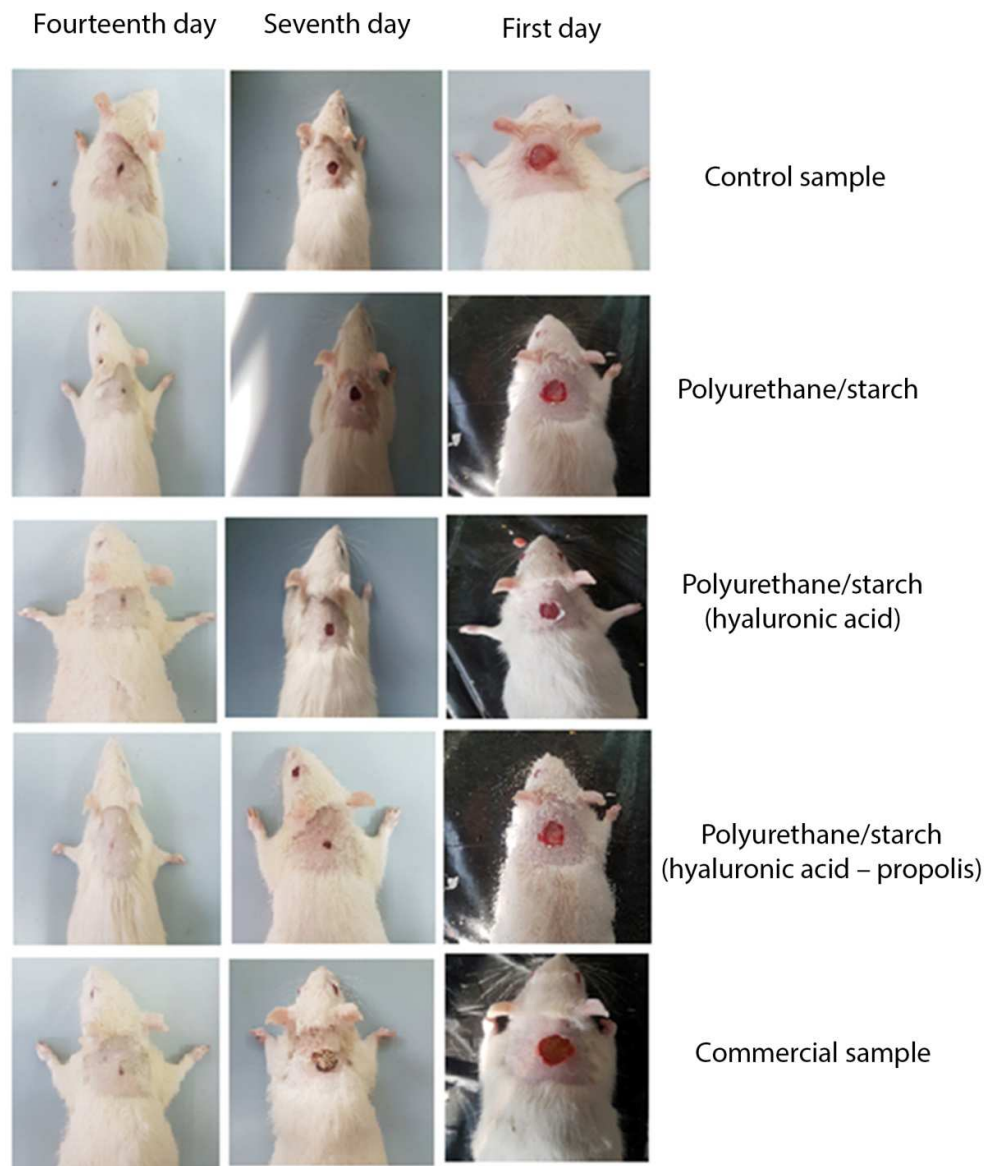 Fourteenth day
Seventh day
First day
Control sample
Polyurethane/starch
Polyurethane/starch
(hyaluronic acid)
Polyurethane/starch
(hyaluronic acid – propolis)
Commercial sample